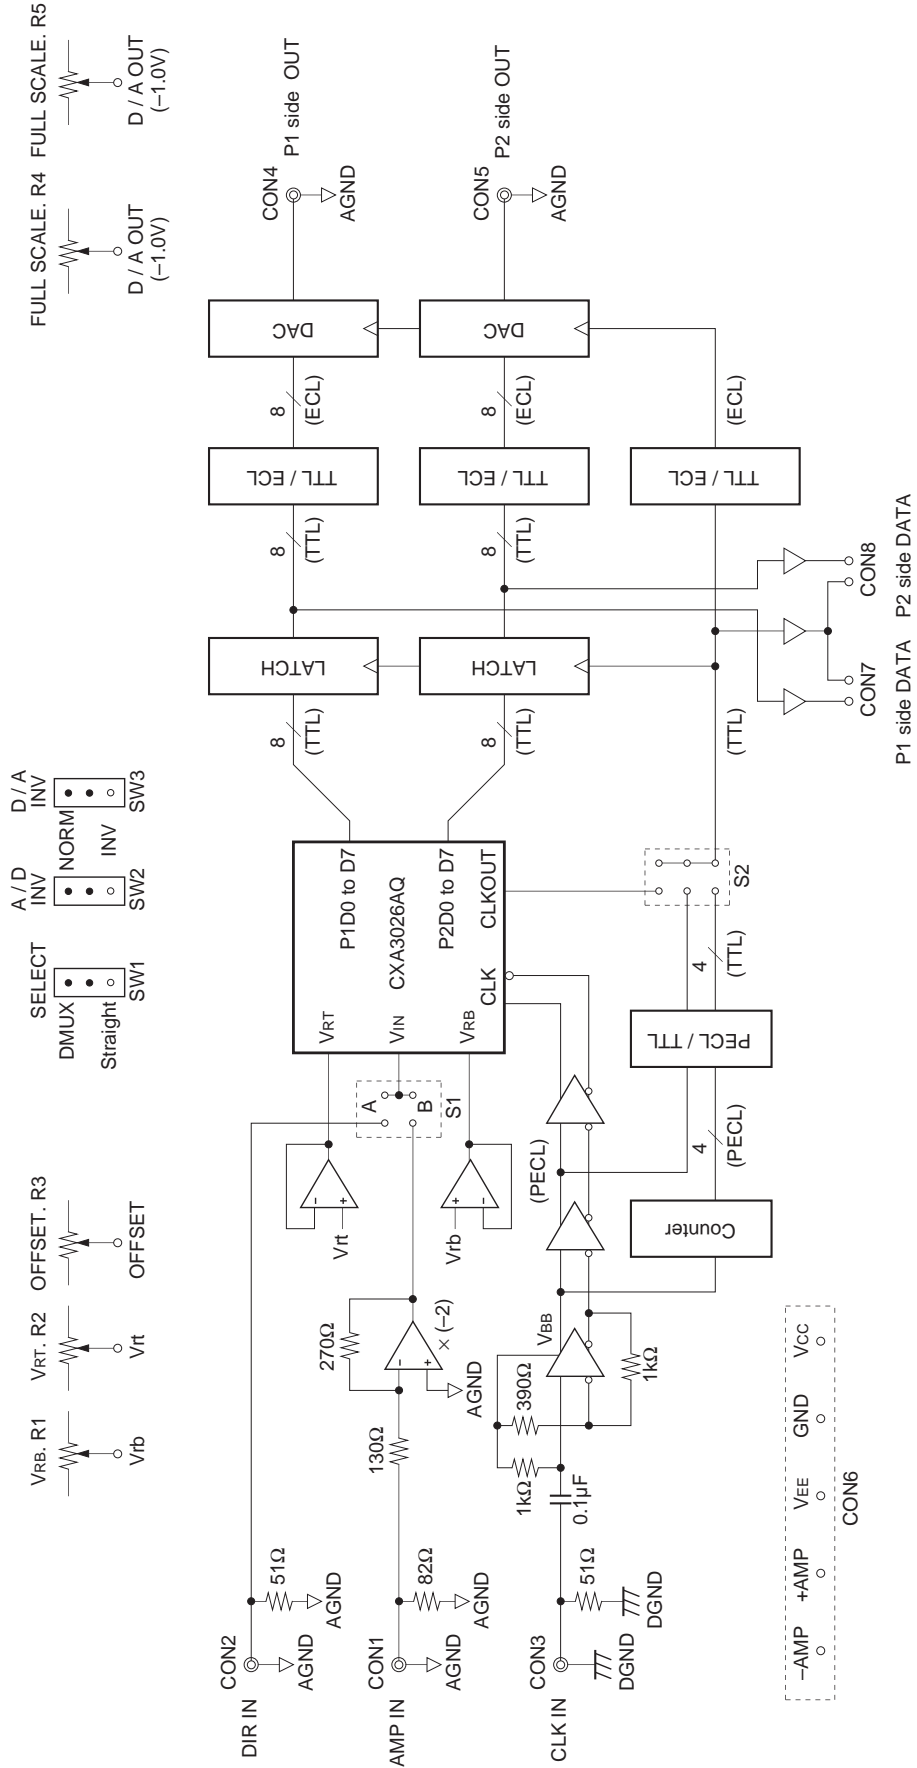 VRB. R1
Vrb
VRT. R2
Vrt
OFFSET. R3
OFFSET
SELECT
DMUX
Straight
SW1
A / D
INV
SW2
NORM
INV
D / A
INV
SW3
FULL SCALE. R4
D / A OUT
(–1.0V)
FULL SCALE. R5
D / A OUT
(–1.0V)
CON2
DIR IN
AGND
51Ω
AGND
CON1
AMP IN
AGND
82Ω
AGND
130Ω
270Ω
–
+
× (–2)
AGND
Vrt
–
+
Vrb
+
–
A
B
S1
VRT
VIN
VRB
CLK
P1D0 to D7
CXA3026AQ
P2D0 to D7
CLKOUT
8
(TTL)
LATCH
8
(TTL)
TTL / ECL
8
(ECL)
DAC
CON4
AGND
P1 side OUT
8
(TTL)
LATCH
8
(TTL)
TTL / ECL
8
(ECL)
DAC
CON5
AGND
P2 side OUT
CON3
CLK IN
DGND
51Ω
DGND
0.1µF
1kΩ
390Ω
VBB
1kΩ
(PECL)
Counter
4
(PECL)
PECL / TTL
4
(TTL)
S2
(TTL)
TTL / ECL
(ECL)
CON7
P1 side DATA
CON8
P2 side DATA
–AMP
+AMP
VEE
GND
VCC
CON6